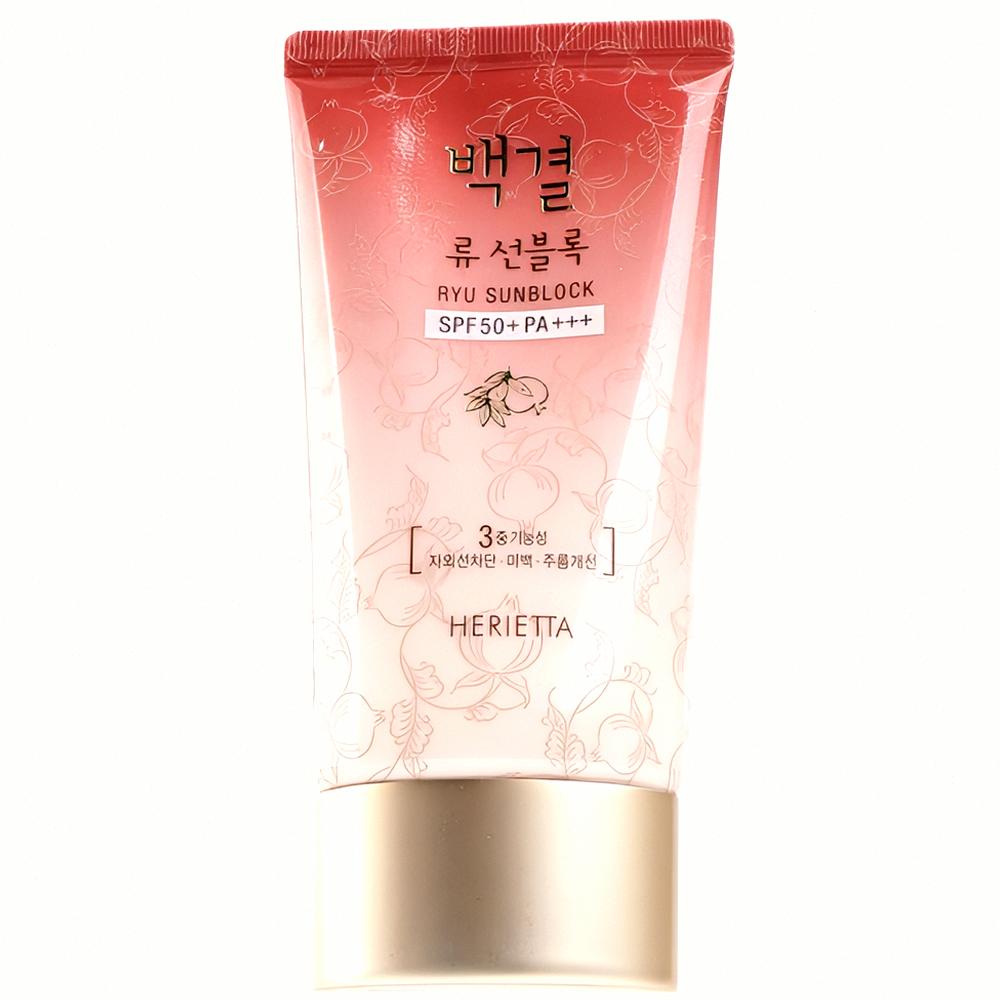 백결
류 선블록
RYU SUNBLOCK
SPF50+ PA+++
3중기능성
자외선차단·미백·주름개선
HERIETTA